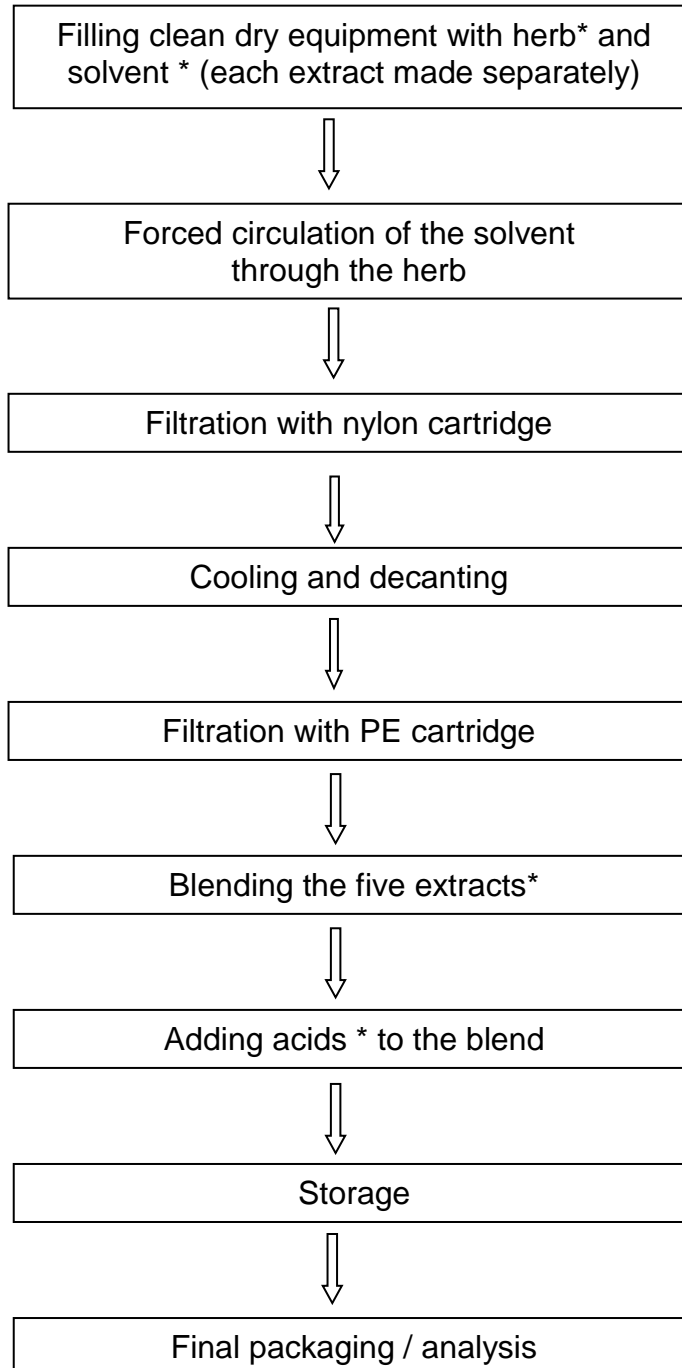 Filling clean dry equipment with herb* and
solvent * (each extract made separately)
Forced circulation of the solvent
through the herb
Filtration with nylon cartridge
Cooling and decanting
Filtration with PE cartridge
Blending the five extracts*
Adding acids * to the blend
Storage
Final packaging / analysis